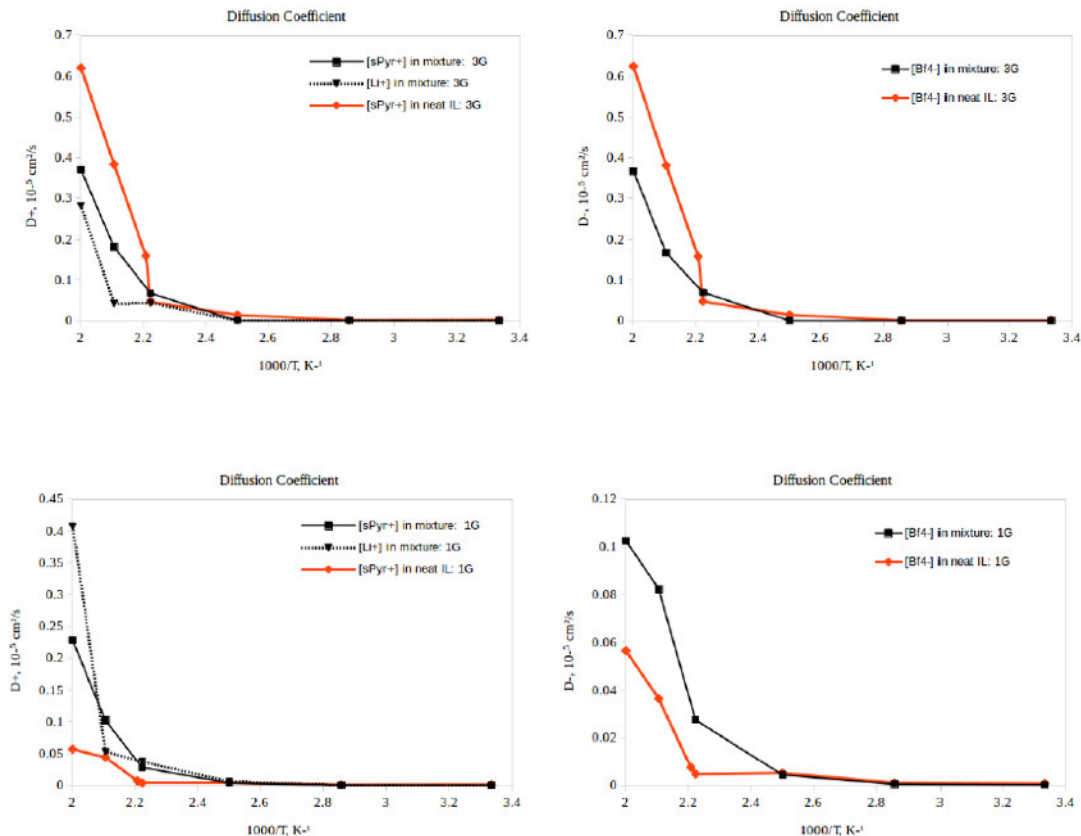 Diffusion Coefficient
0.7
0.6
0.5
0.4
0.3
0.2
0.1
0
D+, 10-⁵ cm²/s
[sPyr+] in mixture: 3G
[Li+] in mixture: 3G
[sPyr+] in neat IL: 3G
2 2.2 2.4 2.6 2.8 3 3.2 3.4
1000/T, K-¹
Diffusion Coefficient
0.7
0.6
0.5
0.4
0.3
0.2
0.1
0
D-, 10-⁵ cm²/s
[Bf4-] in mixture: 3G
[Bf4-] in neat IL: 3G
2 2.2 2.4 2.6 2.8 3 3.2 3.4
1000/T, K-¹
Diffusion Coefficient
0.45
0.4
0.35
0.3
0.25
0.2
0.15
0.1
0.05
0
D+, 10-⁵ cm²/s
[sPyr+] in mixture: 1G
[Li+] in mixture: 1G
[sPyr+] in neat IL: 1G
2 2.2 2.4 2.6 2.8 3 3.2 3.4
1000/T, K-¹
Diffusion Coefficient
0.12
0.1
0.08
0.06
0.04
0.02
0
D-, 10-⁵ cm²/s
[Bf4-] in mixture: 1G
[Bf4-] in neat IL: 1G
2 2.2 2.4 2.6 2.8 3 3.2 3.4
1000/T, K-¹